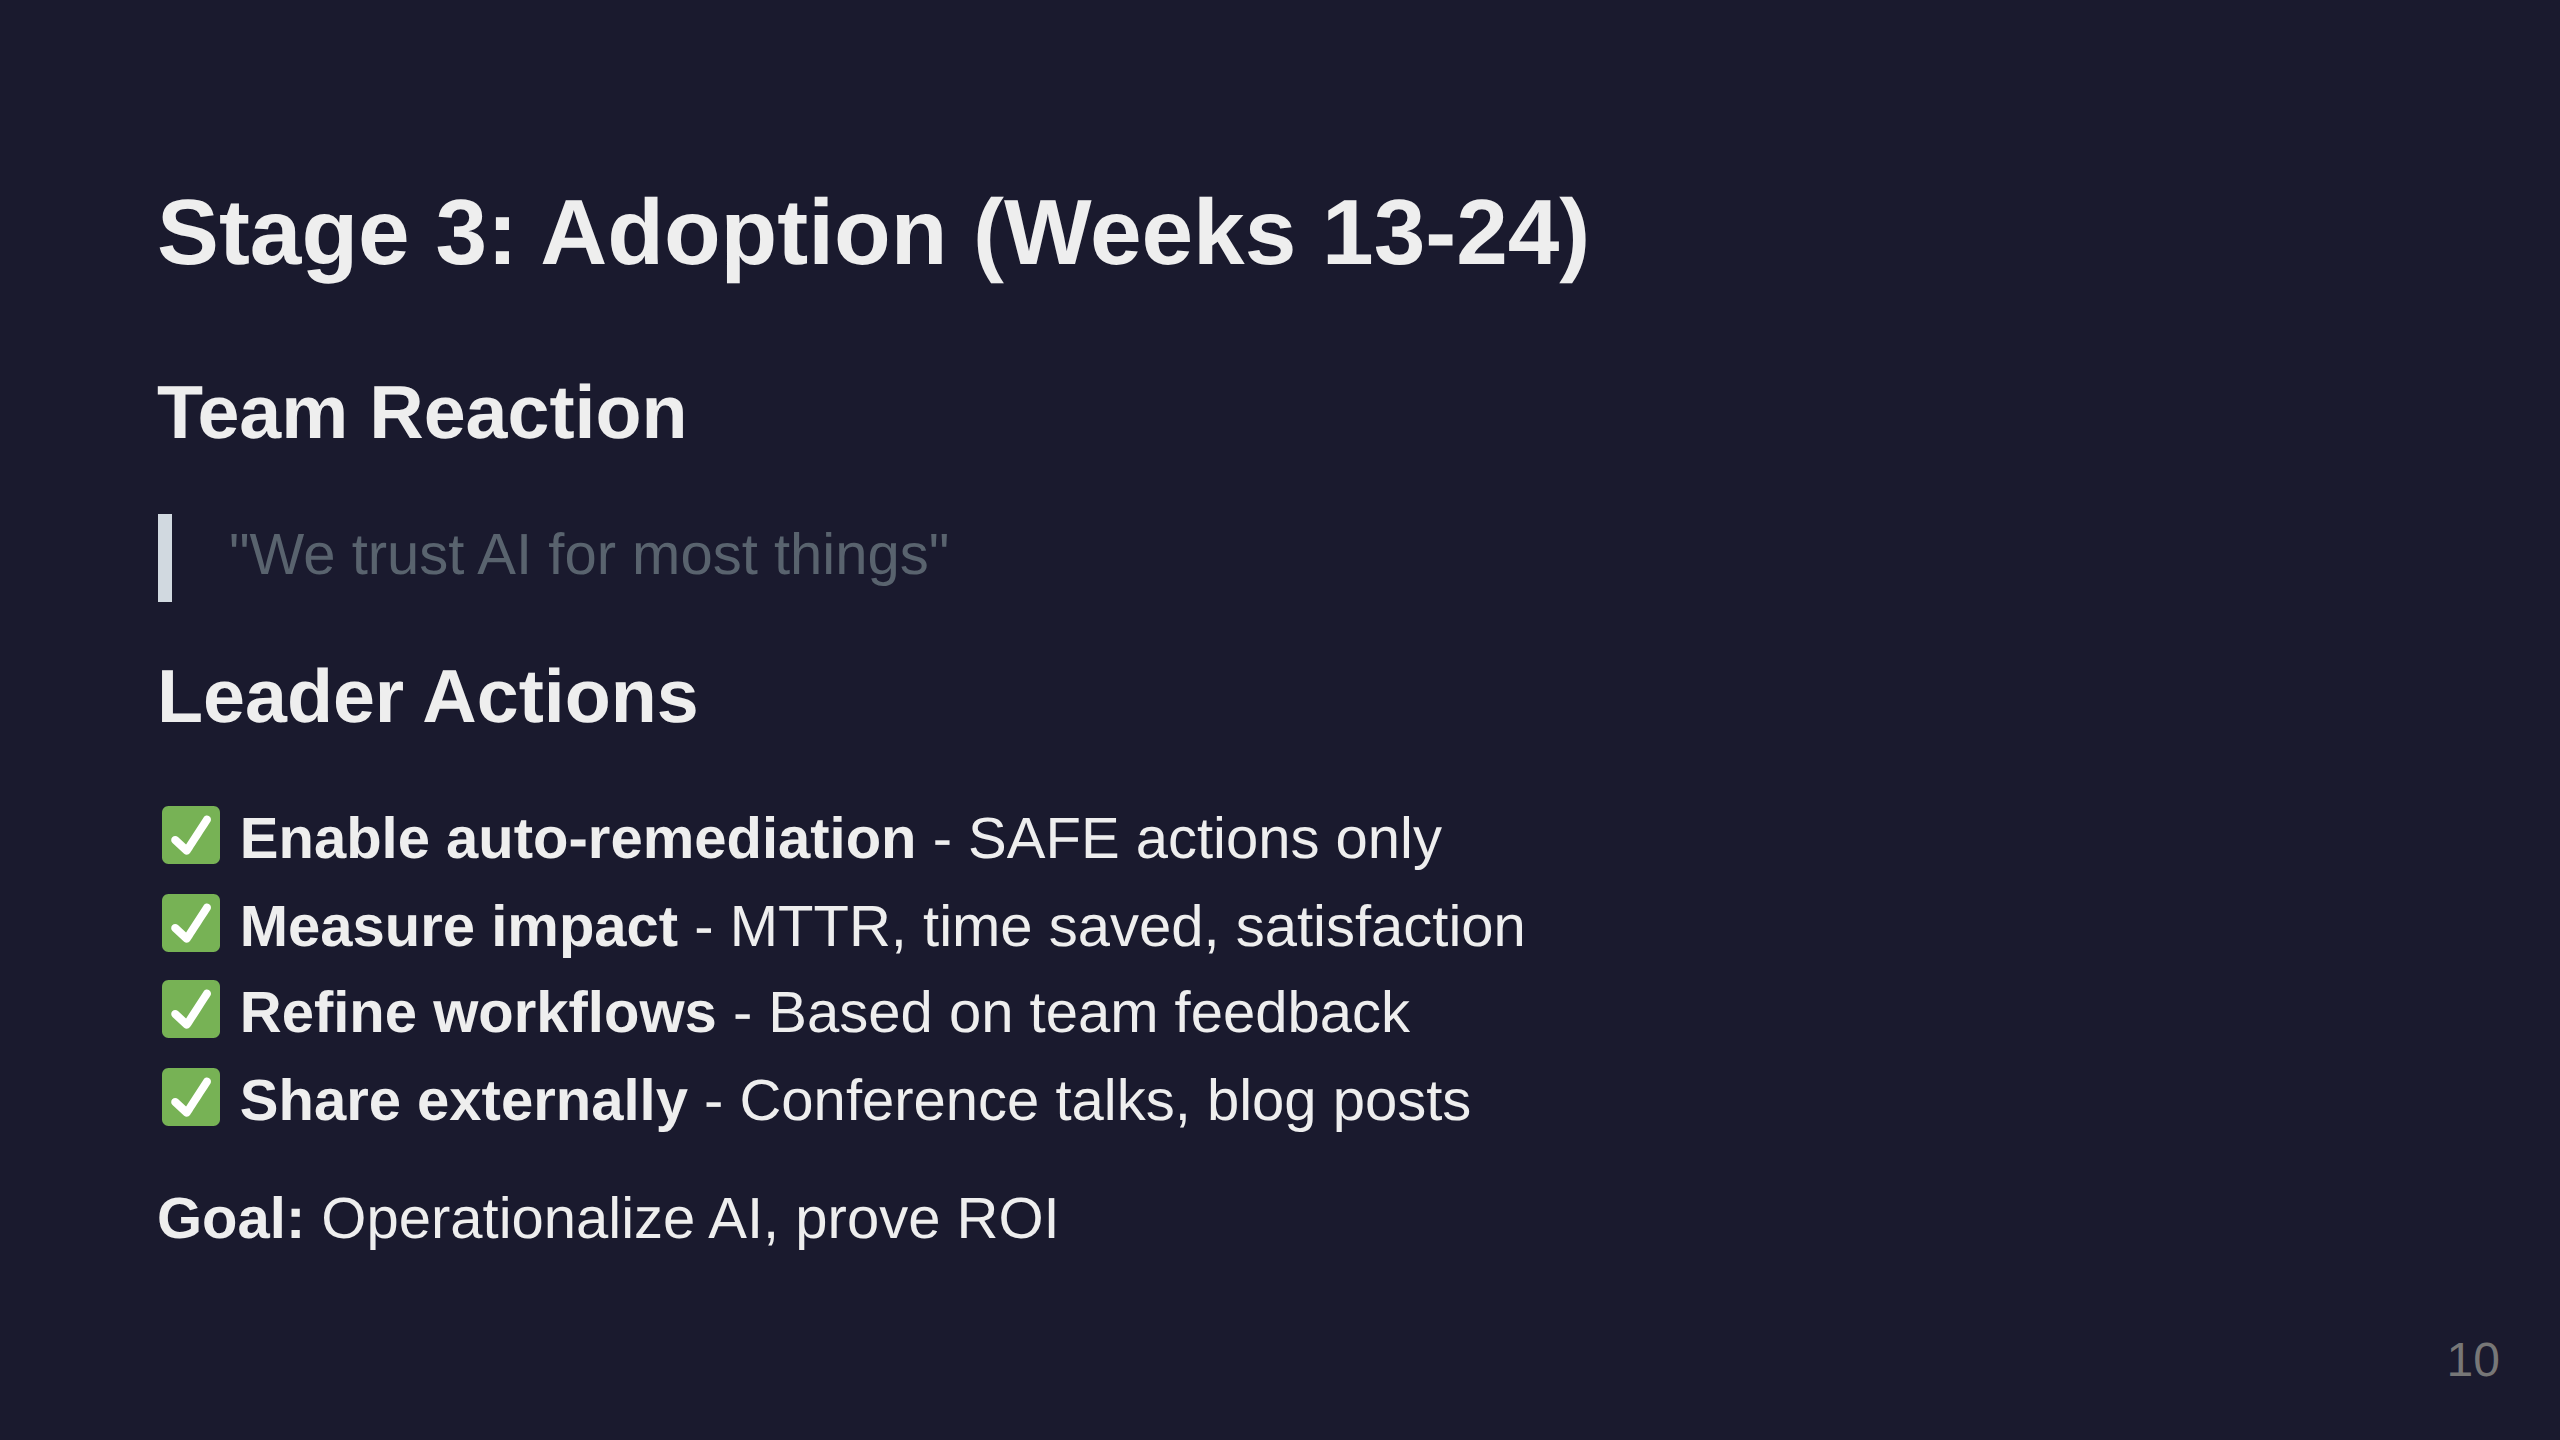 Stage 3: Adoption (Weeks 13-24)
Team Reaction
"We trust AI for most things"
Leader Actions
✅ Enable auto-remediation - SAFE actions only
✅ Measure impact - MTTR, time saved, satisfaction
✅ Refine workflows - Based on team feedback
✅ Share externally - Conference talks, blog posts
Goal: Operationalize AI, prove ROI
10